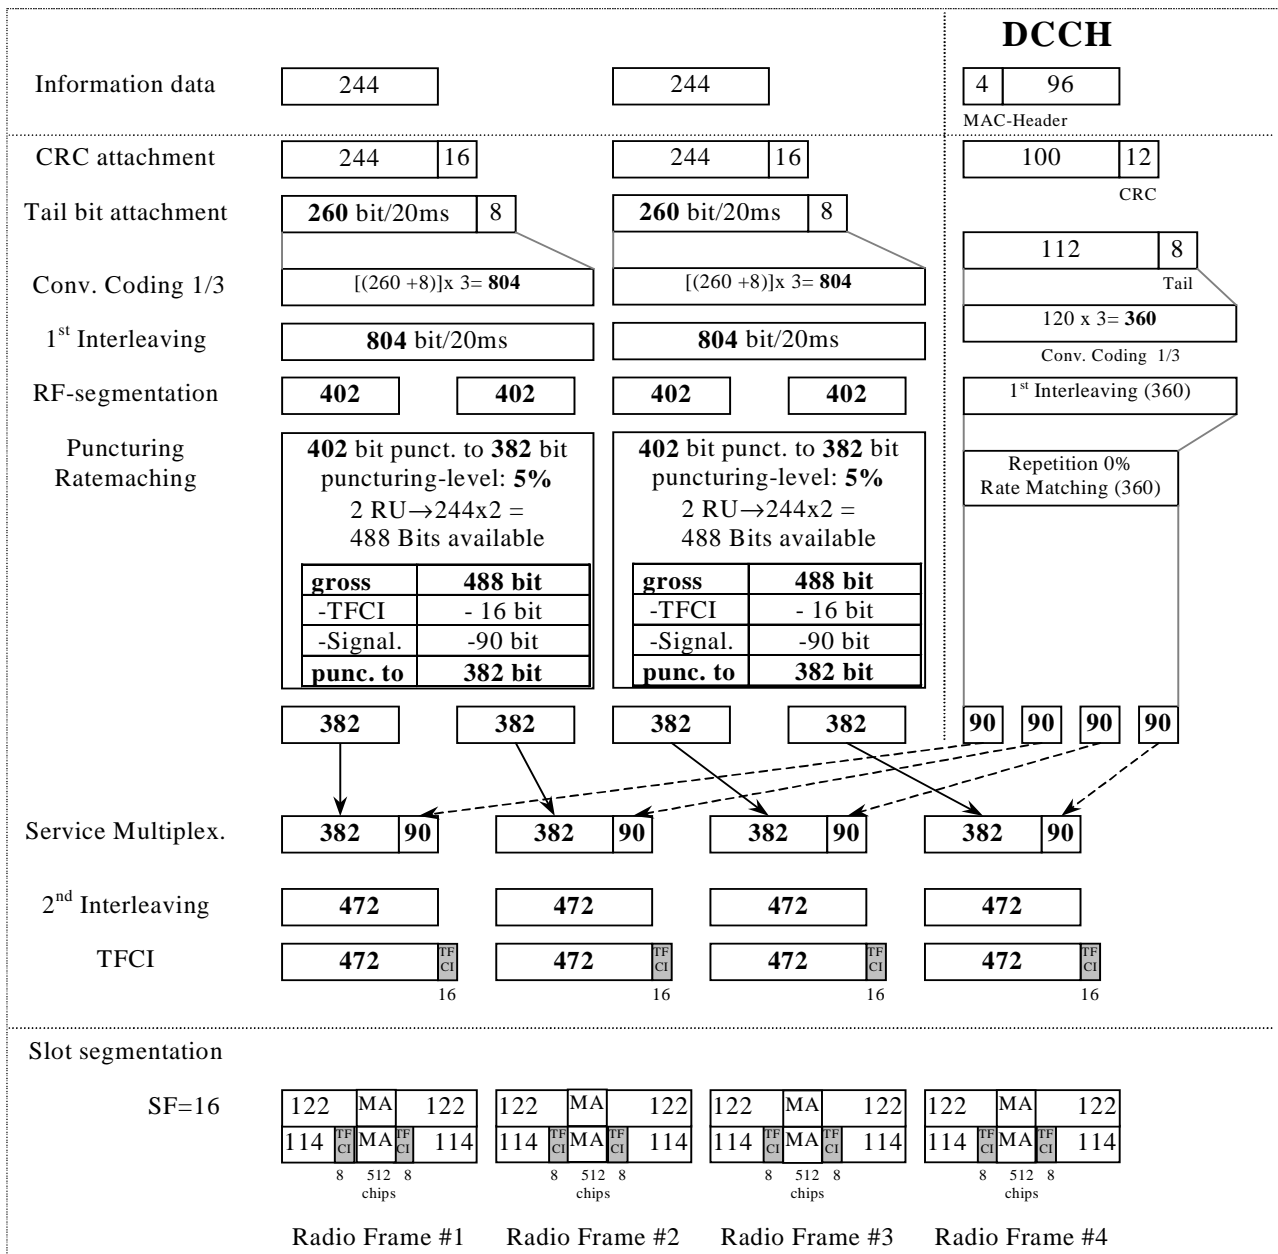 DCCH
Information data 244 244 4 96
MAC-Header
CRC attachment 244 16 244 16 100 12
CRC
Tail bit attachment 260 bit/20ms 8 260 bit/20ms 8
112 8
Tail
Conv. Coding 1/3 [(260 +8)]x 3= 804 [(260 +8)]x 3= 804
120 x 3= 360
Conv. Coding 1/3
1st Interleaving 804 bit/20ms 804 bit/20ms
RF-segmentation 402 402 402 402
1st Interleaving (360)
Puncturing
Ratemaching
402 bit punct. to 382 bit
puncturing-level: 5%
2 RU→244x2 =
488 Bits available
gross 488 bit
-TFCI - 16 bit
-Signal. -90 bit
punc. to 382 bit
402 bit punct. to 382 bit
puncturing-level: 5%
2 RU→244x2 =
488 Bits available
gross 488 bit
-TFCI - 16 bit
-Signal. -90 bit
punc. to 382 bit
Repetition 0%
Rate Matching (360)
382 382 382 382 90 90 90 90
Service Multiplex. 382 90 382 90 382 90 382 90
2nd Interleaving 472 472 472 472
TFCI 472 TF CI 472 TF CI 472 TF CI 472 TF CI
16 16 16 16
Slot segmentation
SF=16 122 MA 122 122 MA 122 122 MA 122 122 MA 122
114 TF CI MA TF CI 114 114 TF CI MA TF CI 114 114 TF CI MA TF CI 114 114 TF CI MA TF CI 114
8 512 8 8 512 8 8 512 8 8 512 8
chips chips chips chips
Radio Frame #1 Radio Frame #2 Radio Frame #3 Radio Frame #4